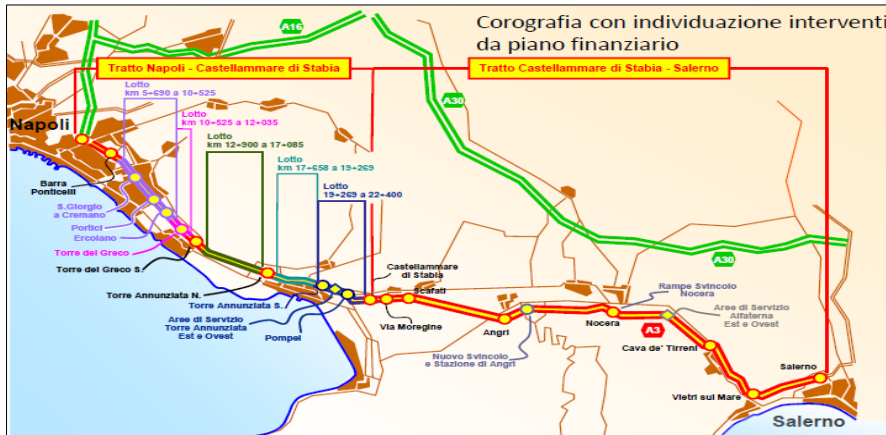 Corografia con individuazione interventi
da piano finanziario
A16
Tratto Napoli - Castellammare di Stabia
Tratto Castellammare di Stabia - Salerno
Lotto
km 5+690 a 10+525
A30
Napoli
Lotto
km 10+525 a 12+035
Lotto
km 12+900 a 17+085
Lotto
km 17+658 a 19+269
Lotto
19+269 a 22+400
Barra
Ponticelli
S.Giorgio
a Cremano
Portici
Ercolano
Torre del Greco
Torre del Greco S.
A30
Castellammare
di Stabia
Scafati
Rampe Svincolo
Nocera
Torre Annunziata N.
Torre Annunziata S.
Aree di Servizio
Torre Annunziata
Est e Ovest
Pompei
Via Moregine
Angri
Nuovo Svincolo
e Stazione di Angri
Nocera
A3
Aree di Servizio
Alfaterna
Est e Ovest
Cava de' Tirreni
Salerno
Vietri sul Mare
Salerno